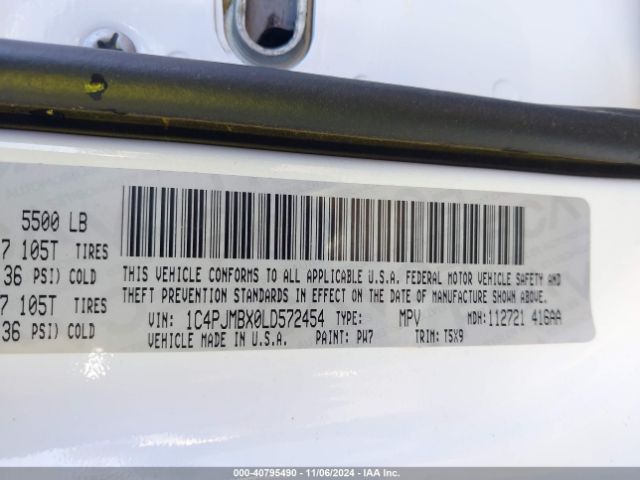 5500 LB
7 105T TIRES
36 PSI) COLD
7 105T TIRES
36 PSI) COLD
THIS VEHICLE CONFORMS TO ALL APPLICABLE U.S.A. FEDERAL MOTOR VEHICLE SAFETY AND
THEFT PREVENTION STANDARDS IN EFFECT ON THE DATE OF MANUFACTURE SHOWN ABOVE.
VIN: 1C4PJMBX0LD572454 TYPE: MPV MDH: 112721 416AA
VEHICLE MADE IN U.S.A. PAINT: PW7 TRIM: T5X9
000-40795490 - 11/06/2024 - IAA Inc.